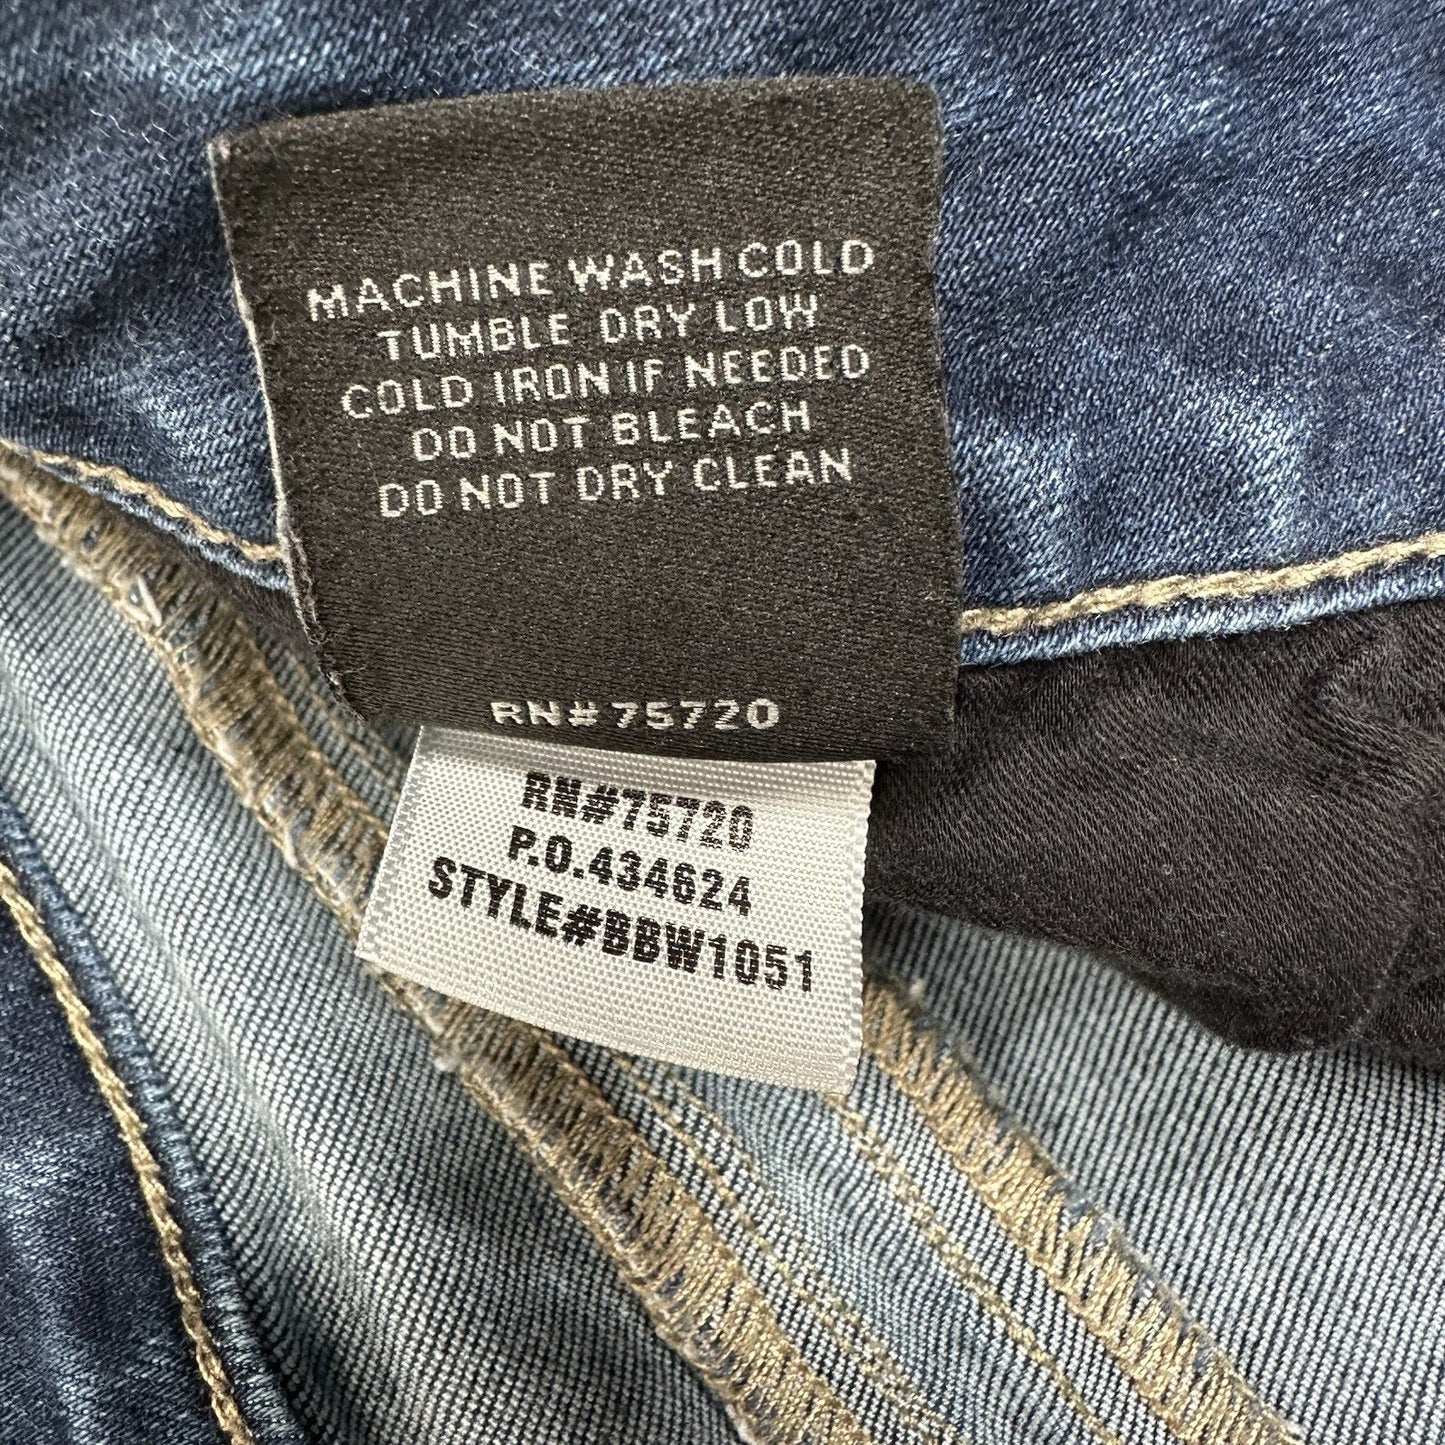 MACHINE WASH COLD
TUMBLE DRY LOW
COLD IRON IF NEEDED
DO NOT BLEACH
DO NOT DRY CLEAN
RN# 75720
RN#75720
P.O.434624
STYLE#BBW1051